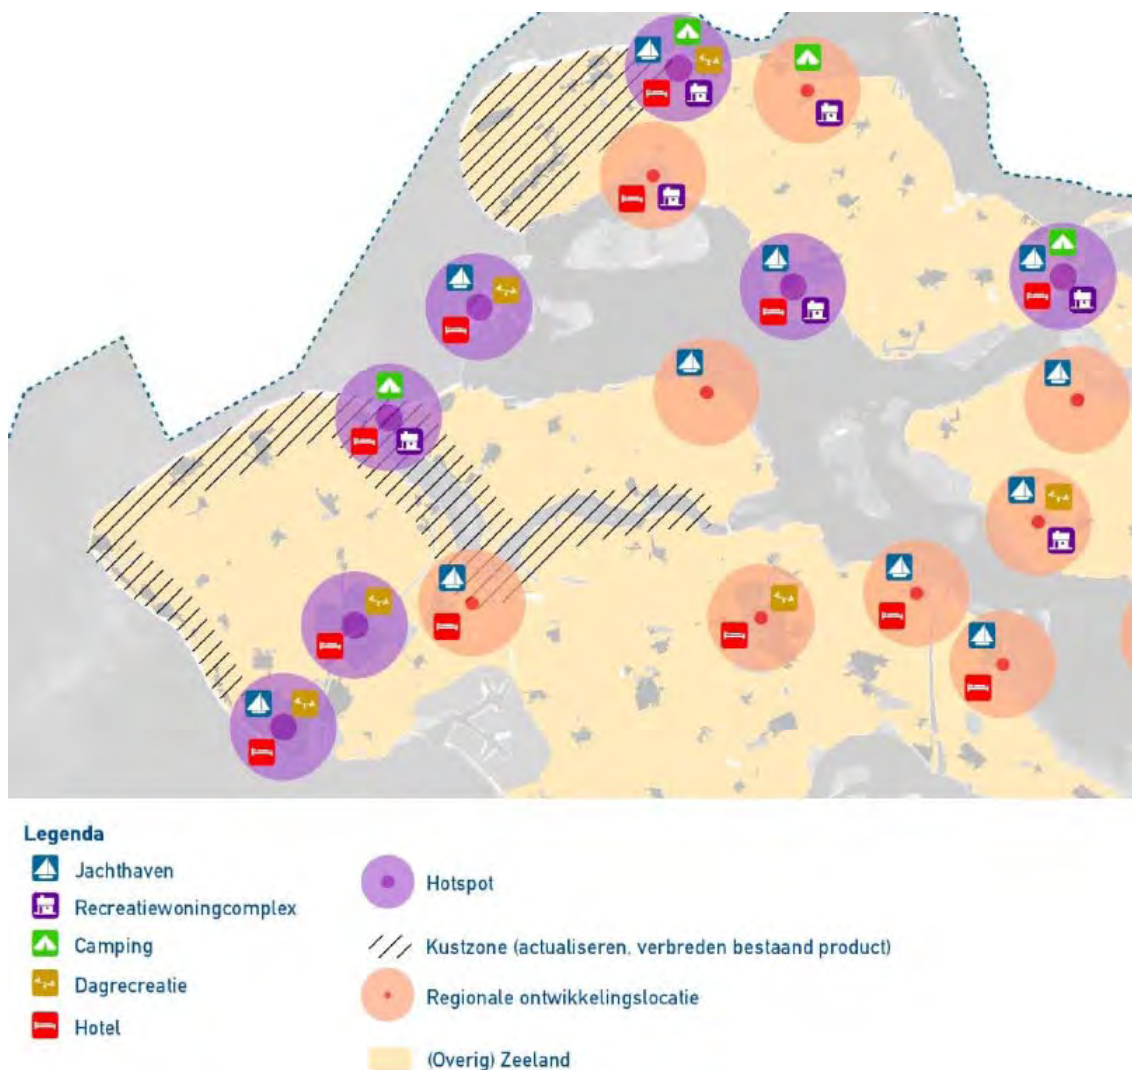 Legenda
Jachthaven
Recreatiewoningcomplex
Camping
Dagrecreatie
Hotel
Hotspot
Kustzone (actualiseren, verbreden bestaand product)
Regionale ontwikkelingslocatie
(Overig) Zeeland